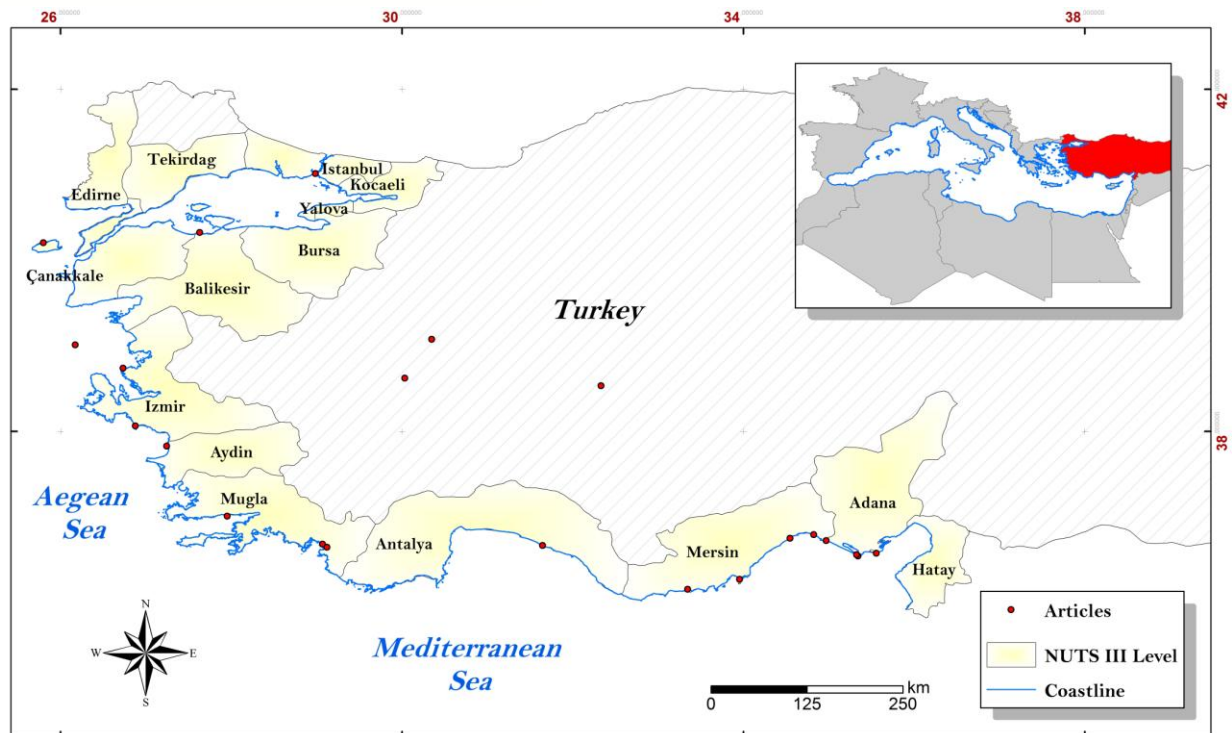 26
30
34
38
42
Istanbul
Tekirdag
Kocaeli
Edirne
Yalova
Bursa
Çanakkale
Balikesir
Turkey
Izmir
38
Aydin
Aegean
Sea
Mugla
Adana
Antalya
Mersin
Hatay
N
W
E
S
Mediterranean
Sea
Articles
NUTS III Level
Coastline
km
0
125
250